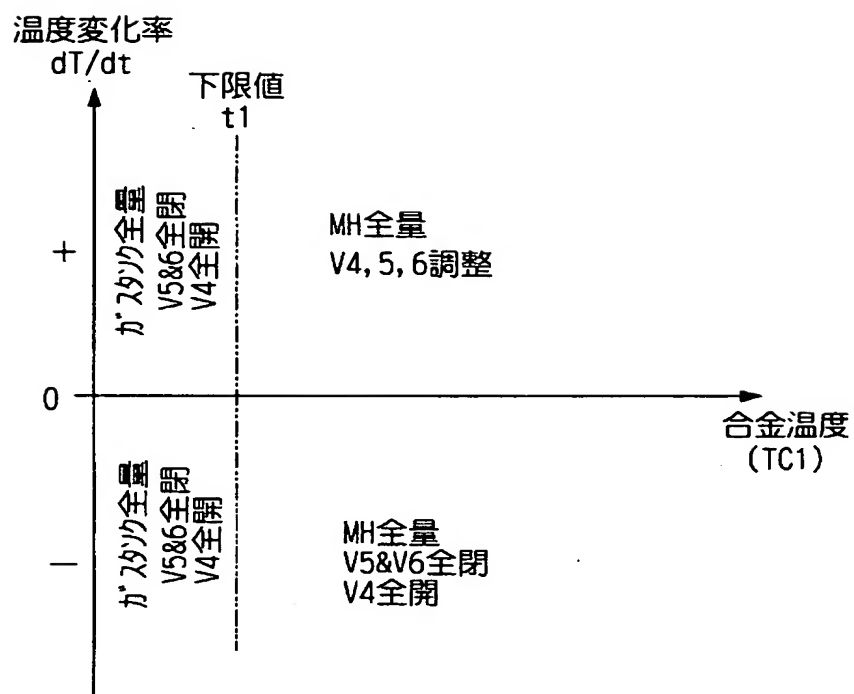 温度変化率
dT/dt
下限値
t1
ガスタンク全量
V5&6全閉
V4全開
+
MH全量
V4,5,6調整
0
合金温度
(TC1)
ガスタンク全量
V5&6全閉
V4全開
−
MH全量
V5&V6全閉
V4全開